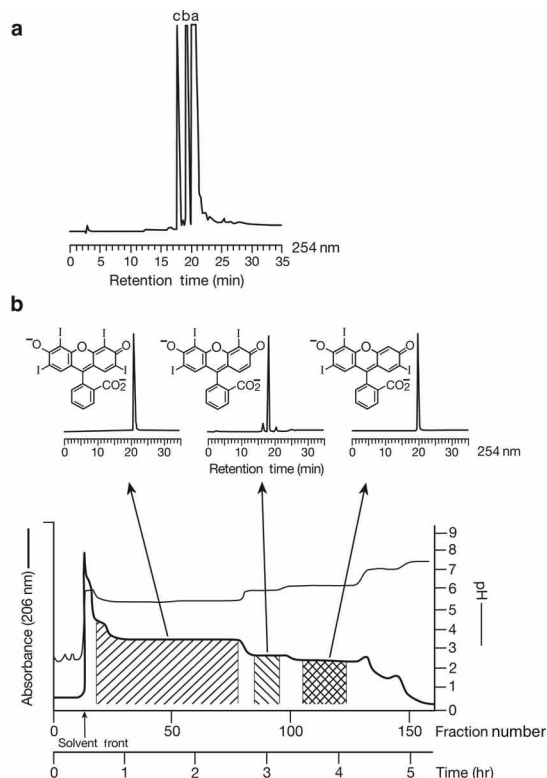 a
cba
254 nm
0 5 10 15 20 25 30 35
Retention time (min)
b
I I
⁻O O O
I I
CO₂⁻
I I
⁻O O O
I
CO₂⁻
I
⁻O O O
I I
CO₂⁻
0 10 20 30
0 10 20 30
0 10 20 30
254 nm
Retention time (min)
Absorbance (206 nm)
9
8
7
6
5
4
3
2
1
0
pH
0 50 100 150
Fraction number
Solvent front
0 1 2 3 4 5
Time (hr)